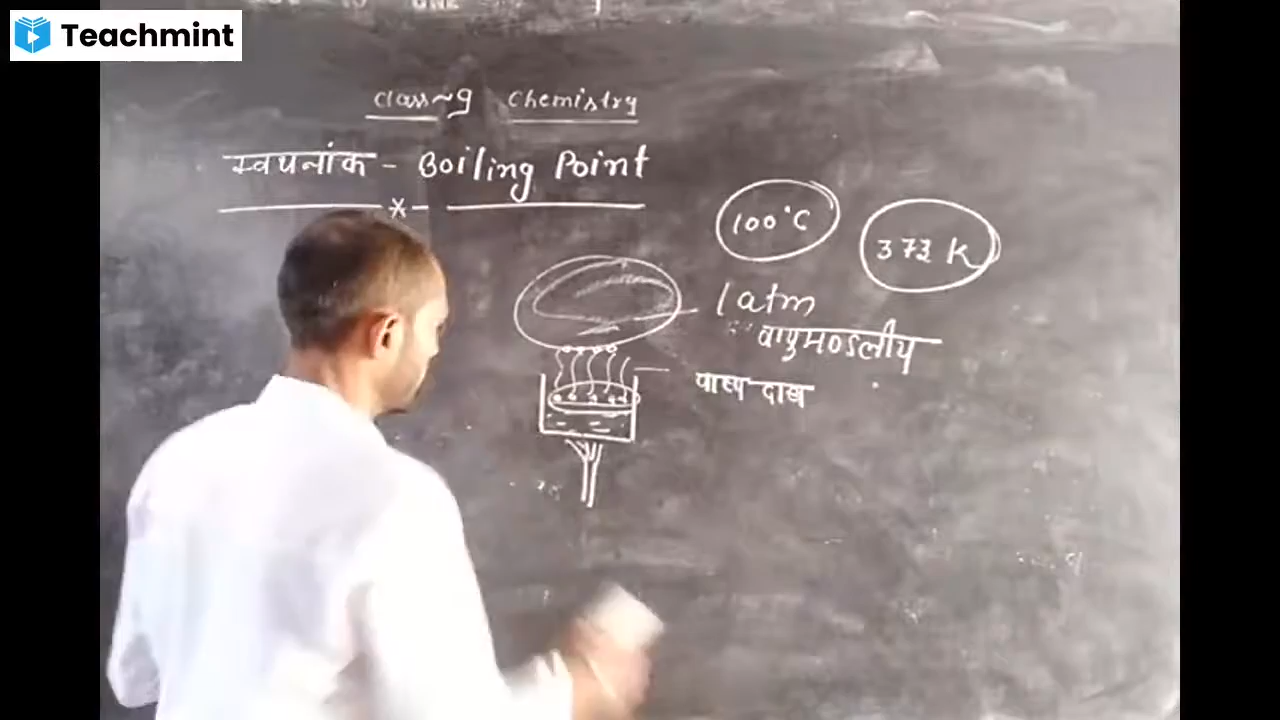 Teachmint
Class~9 Chemistry
क्वथनांक - Boiling Point
100°C
373 K
1 atm
वायुमण्डलीय
वाष्प दाब